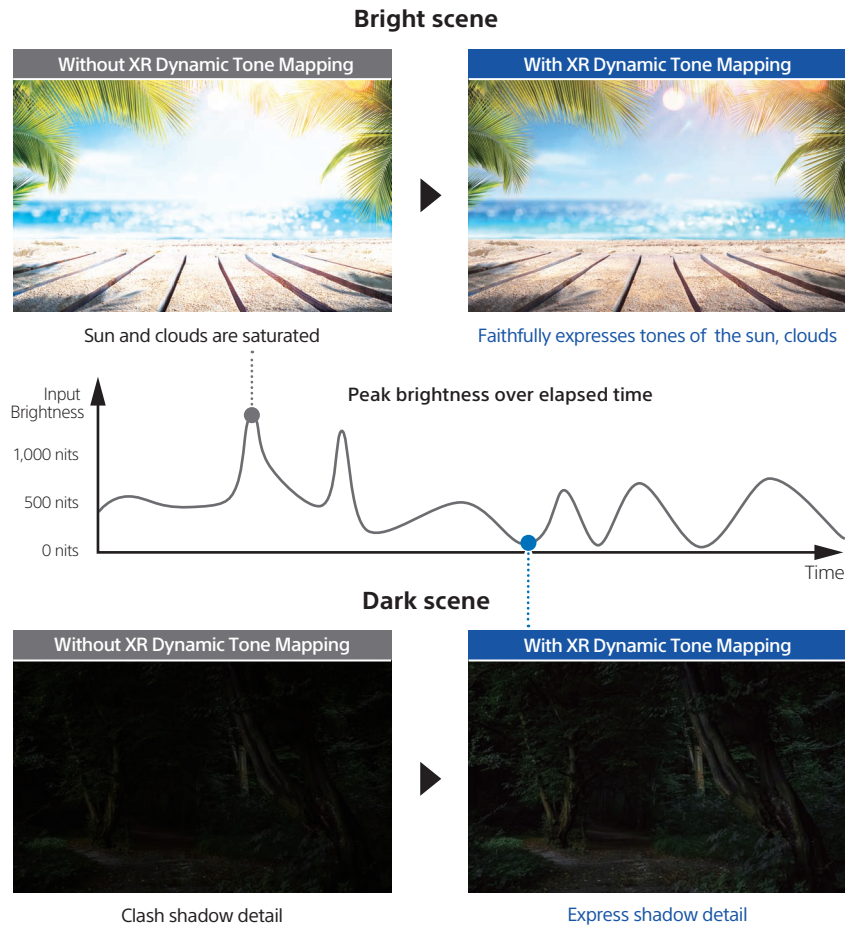 Bright scene
Without XR Dynamic Tone Mapping
With XR Dynamic Tone Mapping
Sun and clouds are saturated
Faithfully expresses tones of the sun, clouds
Input
Brightness
Peak brightness over elapsed time
1,000 nits
500 nits
0 nits
Time
Dark scene
Without XR Dynamic Tone Mapping
With XR Dynamic Tone Mapping
Clash shadow detail
Express shadow detail